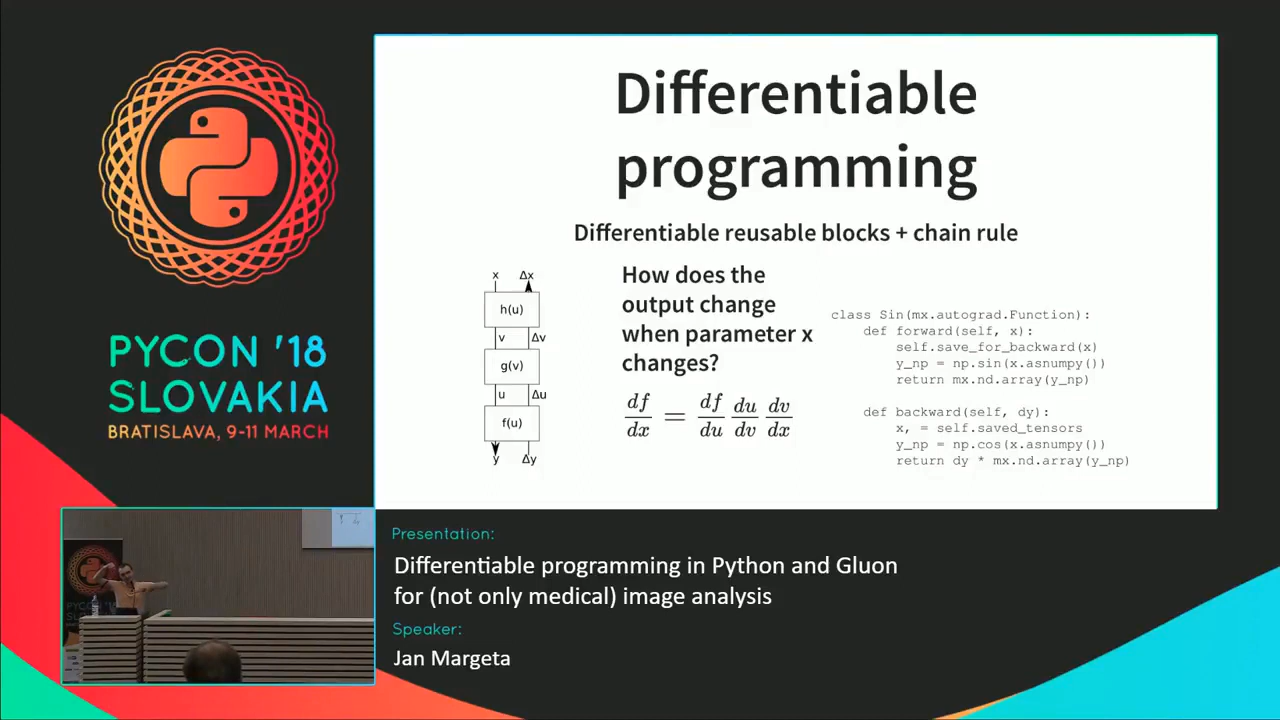 PYCON '18
SLOVAKIA
BRATISLAVA, 9-11 MARCH
Differentiable
programming
Differentiable reusable blocks + chain rule
x Δx
h(u)
v Δv
g(v)
u Δu
f(u)
y Δy
How does the
output change
when parameter x
changes?
df/dx = df/du du/dv dv/dx
class Sin(mx.autograd.Function):
def forward(self, x):
self.save_for_backward(x)
y_np = np.sin(x.asnumpy())
return mx.nd.array(y_np)
def backward(self, dy):
x, = self.saved_tensors
y_np = np.cos(x.asnumpy())
return dy * mx.nd.array(y_np)
Presentation:
Differentiable programming in Python and Gluon
for (not only medical) image analysis
Speaker:
Jan Margeta